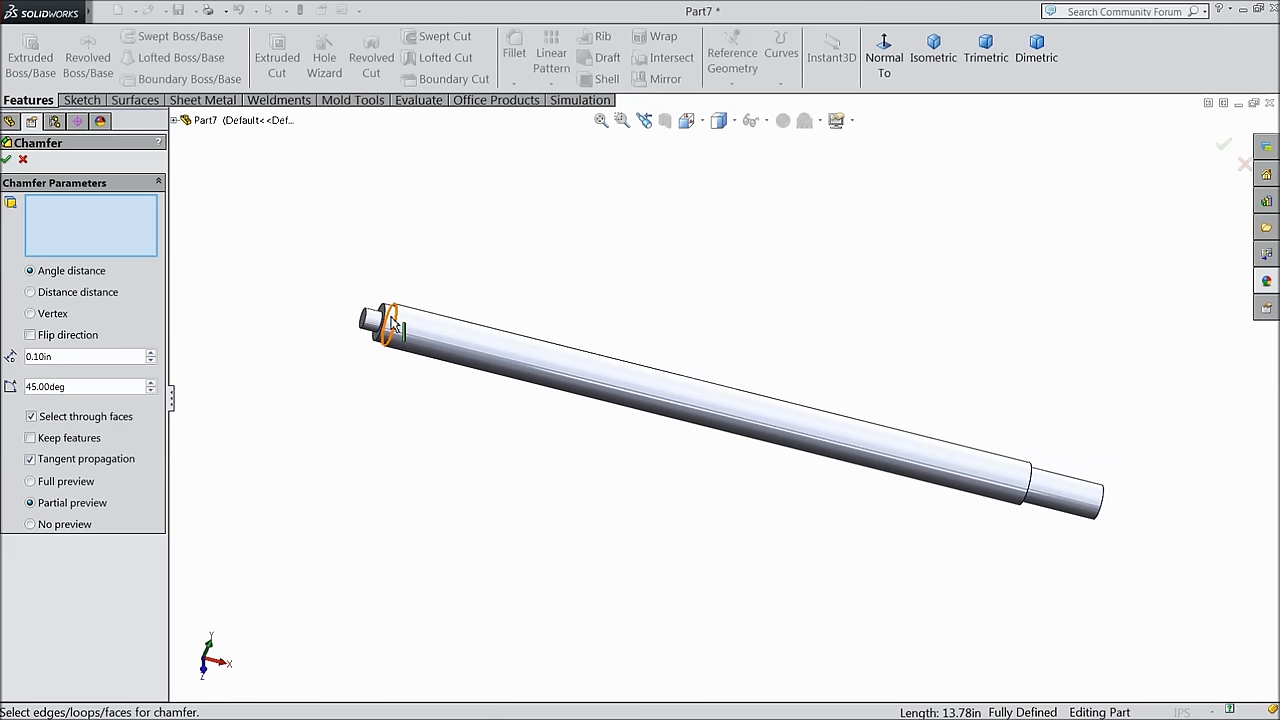 SOLIDWORKS
Part7 *
Search Community Forum
Extruded Boss/Base
Revolved Boss/Base
Swept Boss/Base
Lofted Boss/Base
Boundary Boss/Base
Extruded Cut
Hole Wizard
Revolved Cut
Swept Cut
Lofted Cut
Boundary Cut
Fillet
Linear Pattern
Rib
Draft
Shell
Wrap
Intersect
Mirror
Reference Geometry
Curves
Instant3D
Normal To
Isometric
Trimetric
Dimetric
Features Sketch Surfaces Sheet Metal Weldments Mold Tools Evaluate Office Products Simulation
Part7 (Default<<Def...
Chamfer ?
Chamfer Parameters
Angle distance
Distance distance
Vertex
Flip direction
0.10in
45.00deg
Select through faces
Keep features
Tangent propagation
Full preview
Partial preview
No preview
Y
X
Z
Select edges/loops/faces for chamfer.
Length: 13.78in Fully Defined Editing Part IPS